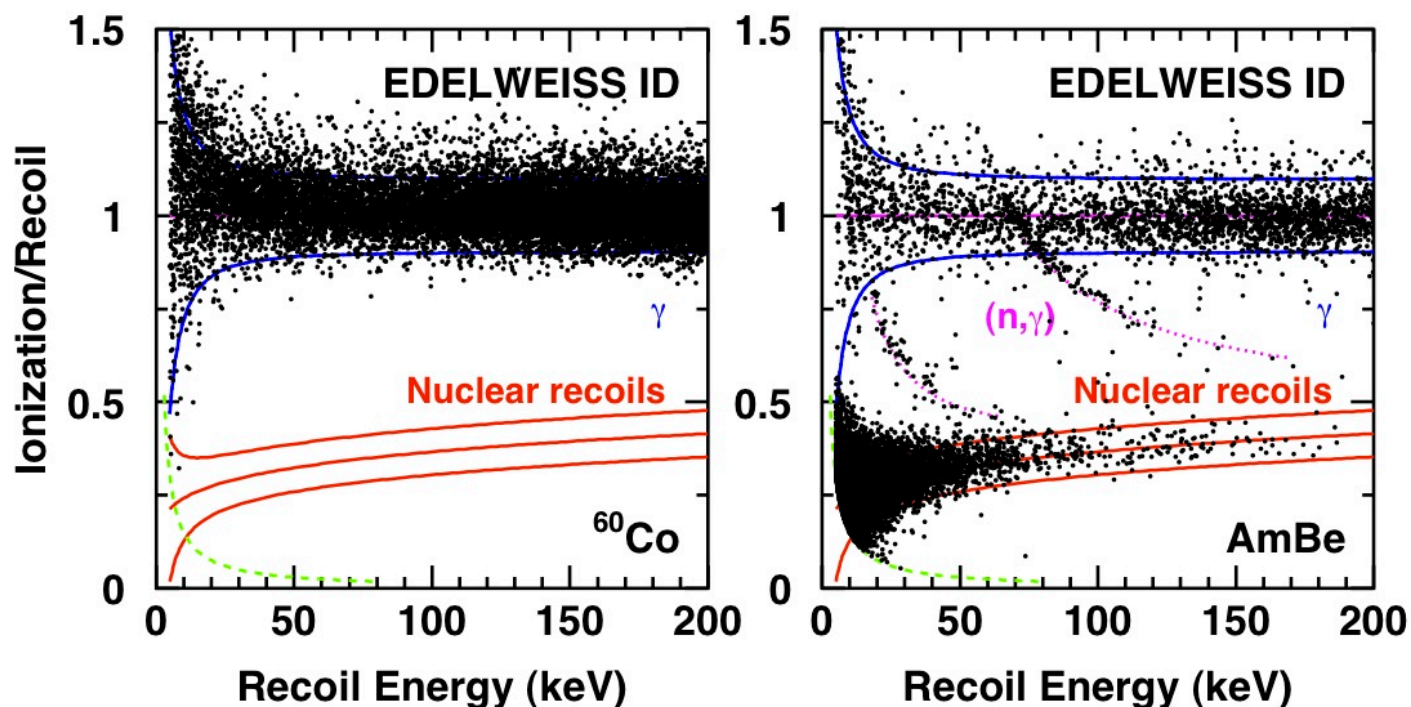 Ionization/Recoil
1.5
1
0.5
0
EDELWEISS ID
γ
Nuclear recoils
⁶⁰Co
0 50 100 150 200
Recoil Energy (keV)
1.5
1
0.5
0
EDELWEISS ID
(n,γ)
γ
Nuclear recoils
AmBe
0 50 100 150 200
Recoil Energy (keV)